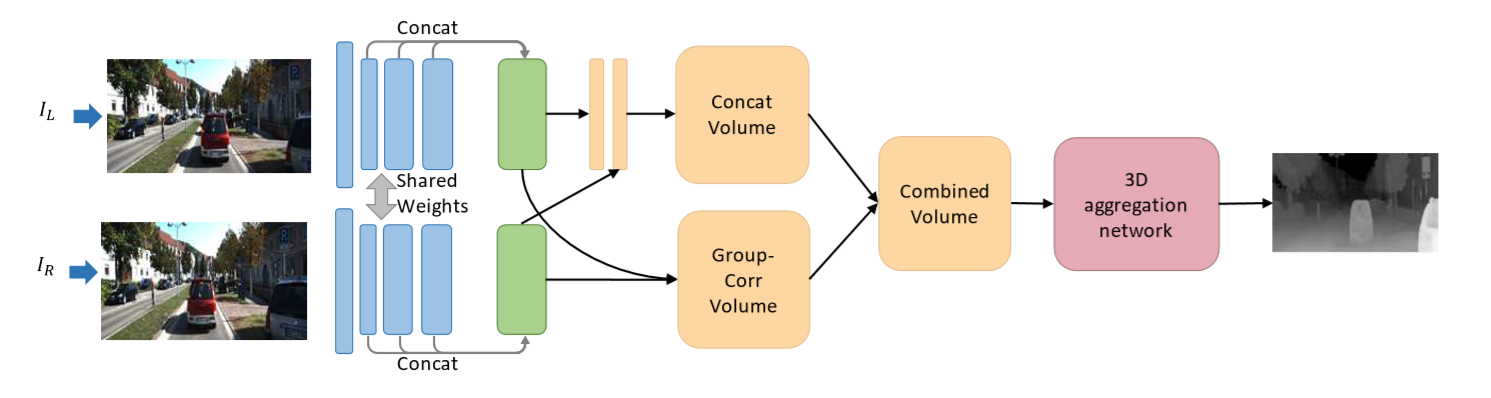 Concat
I_L
Concat
Volume
Shared
Weights
Combined
Volume
3D
aggregation
network
I_R
Group-
Corr
Volume
Concat